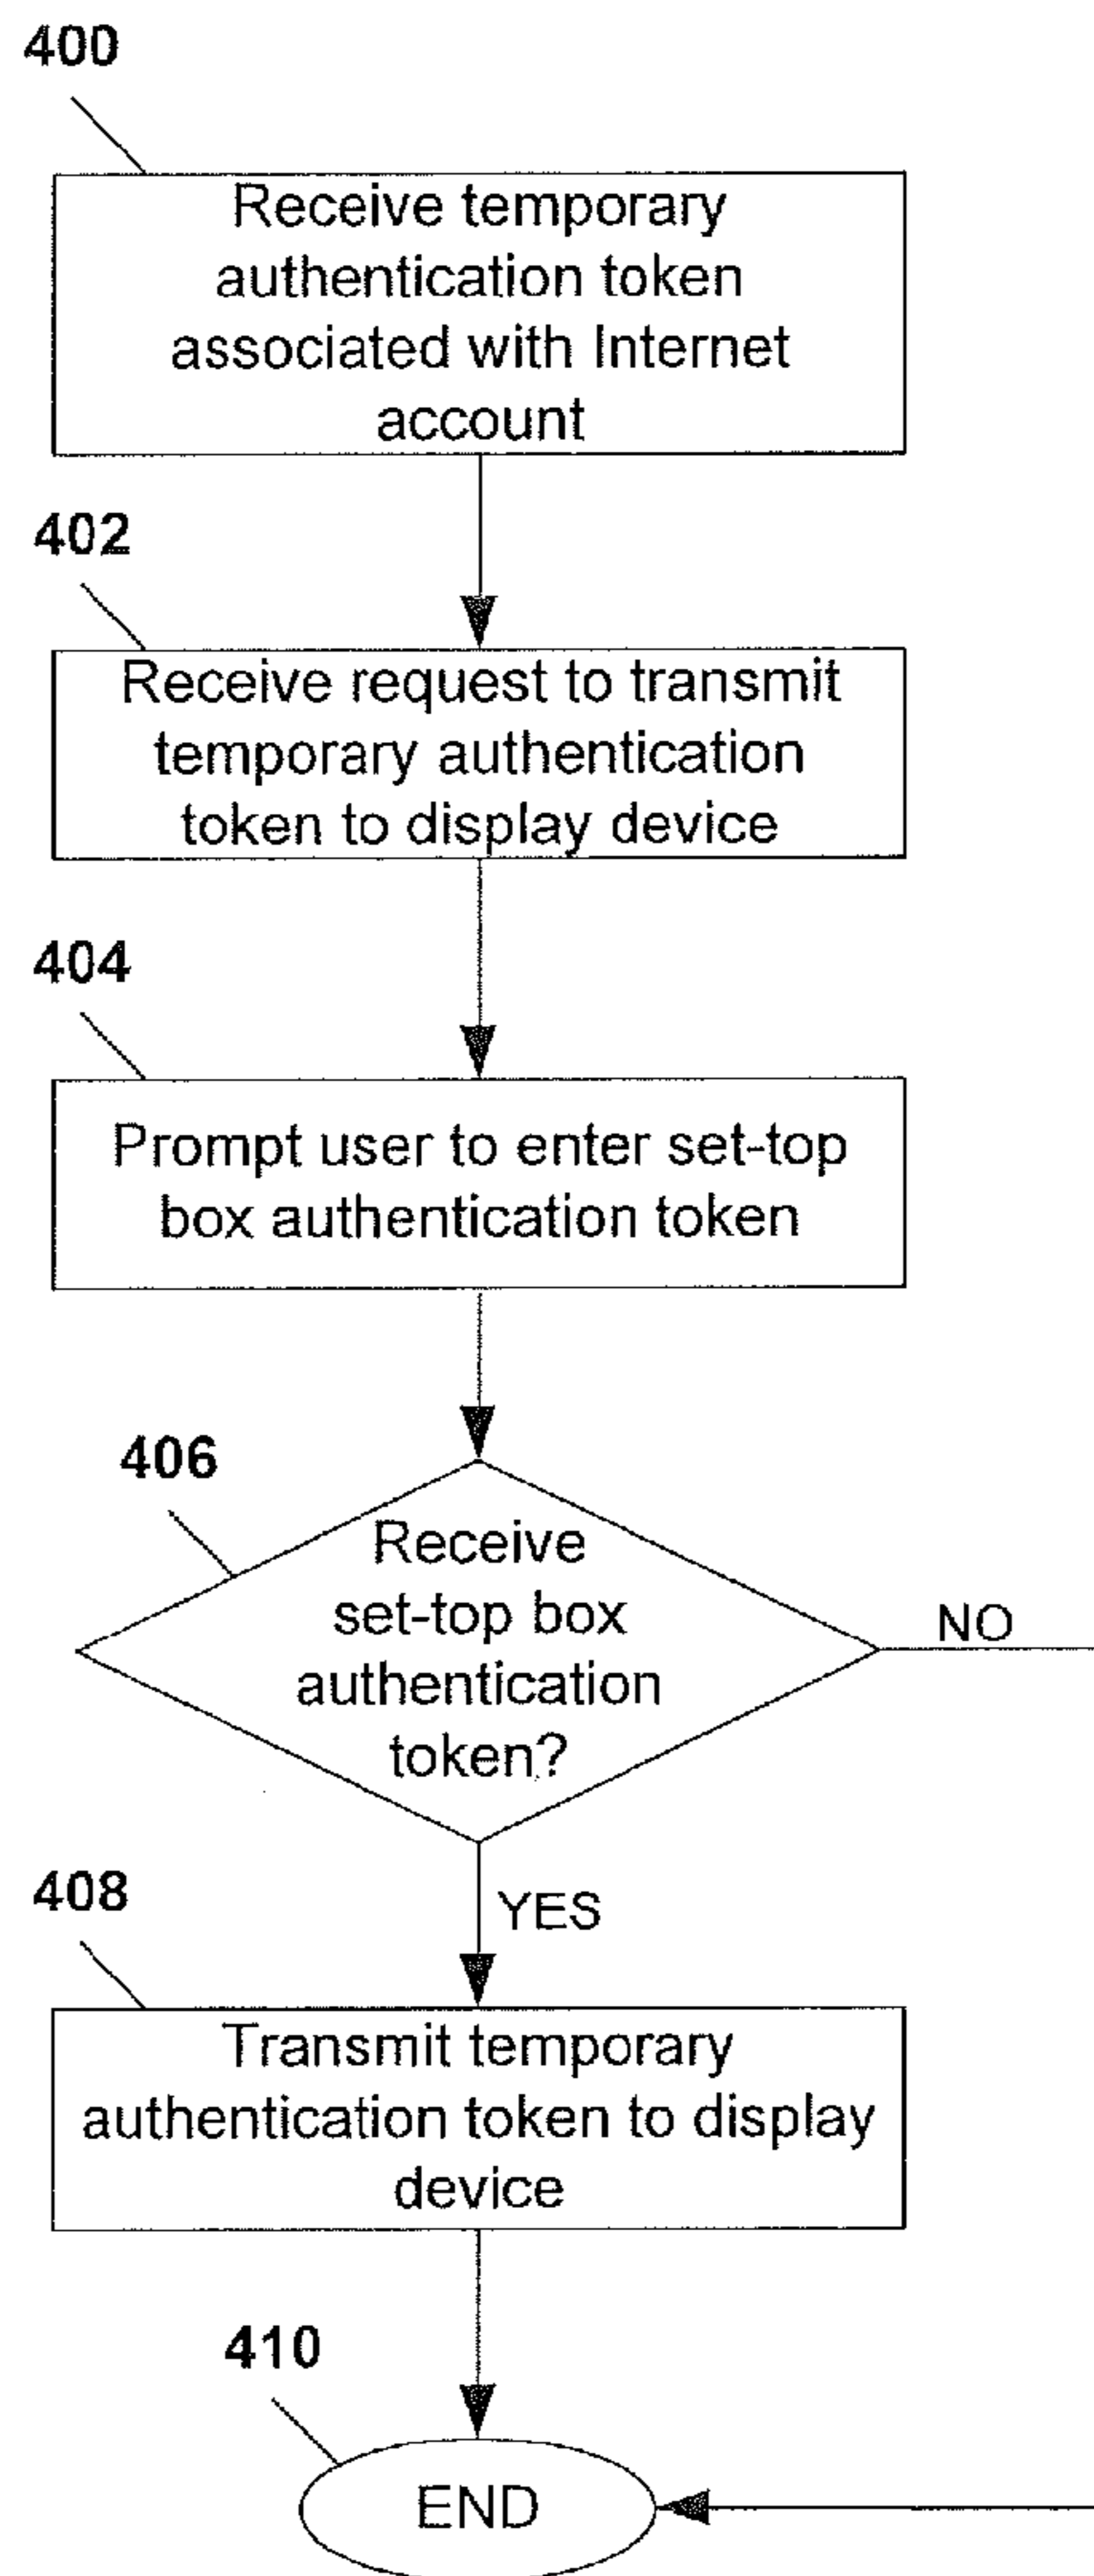 400
Receive temporary
authentication token
associated with Internet
account
402
Receive request to transmit
temporary authentication
token to display device
404
Prompt user to enter set-top
box authentication token
406
Receive
set-top box
authentication
token?
NO
YES
408
Transmit temporary
authentication token to display
device
410
END